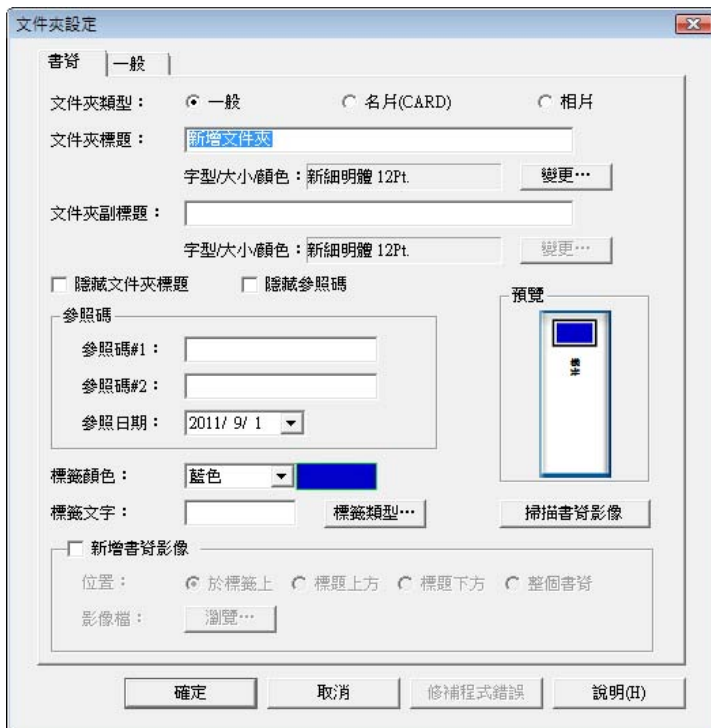 文件夾設定
書脊 一般
文件夾類型： 一般 名片(CARD) 相片
文件夾標題： 新增文件夾
字型/大小/顏色：新細明體 12Pt. 變更…
文件夾副標題：
字型/大小/顏色：新細明體 12Pt. 變更…
隱藏文件夾標題 隱藏參照碼
預覽
參照碼
參照碼#1：
參照碼#2：
參照日期： 2011/ 9/ 1
標籤顏色： 藍色
標籤文字： 標籤類型… 掃描書脊影像
新增書脊影像
位置： 於標籤上 標題上方 標題下方 整個書脊
影像檔： 瀏覽…
確定 取消 修補程式錯誤 說明(H)